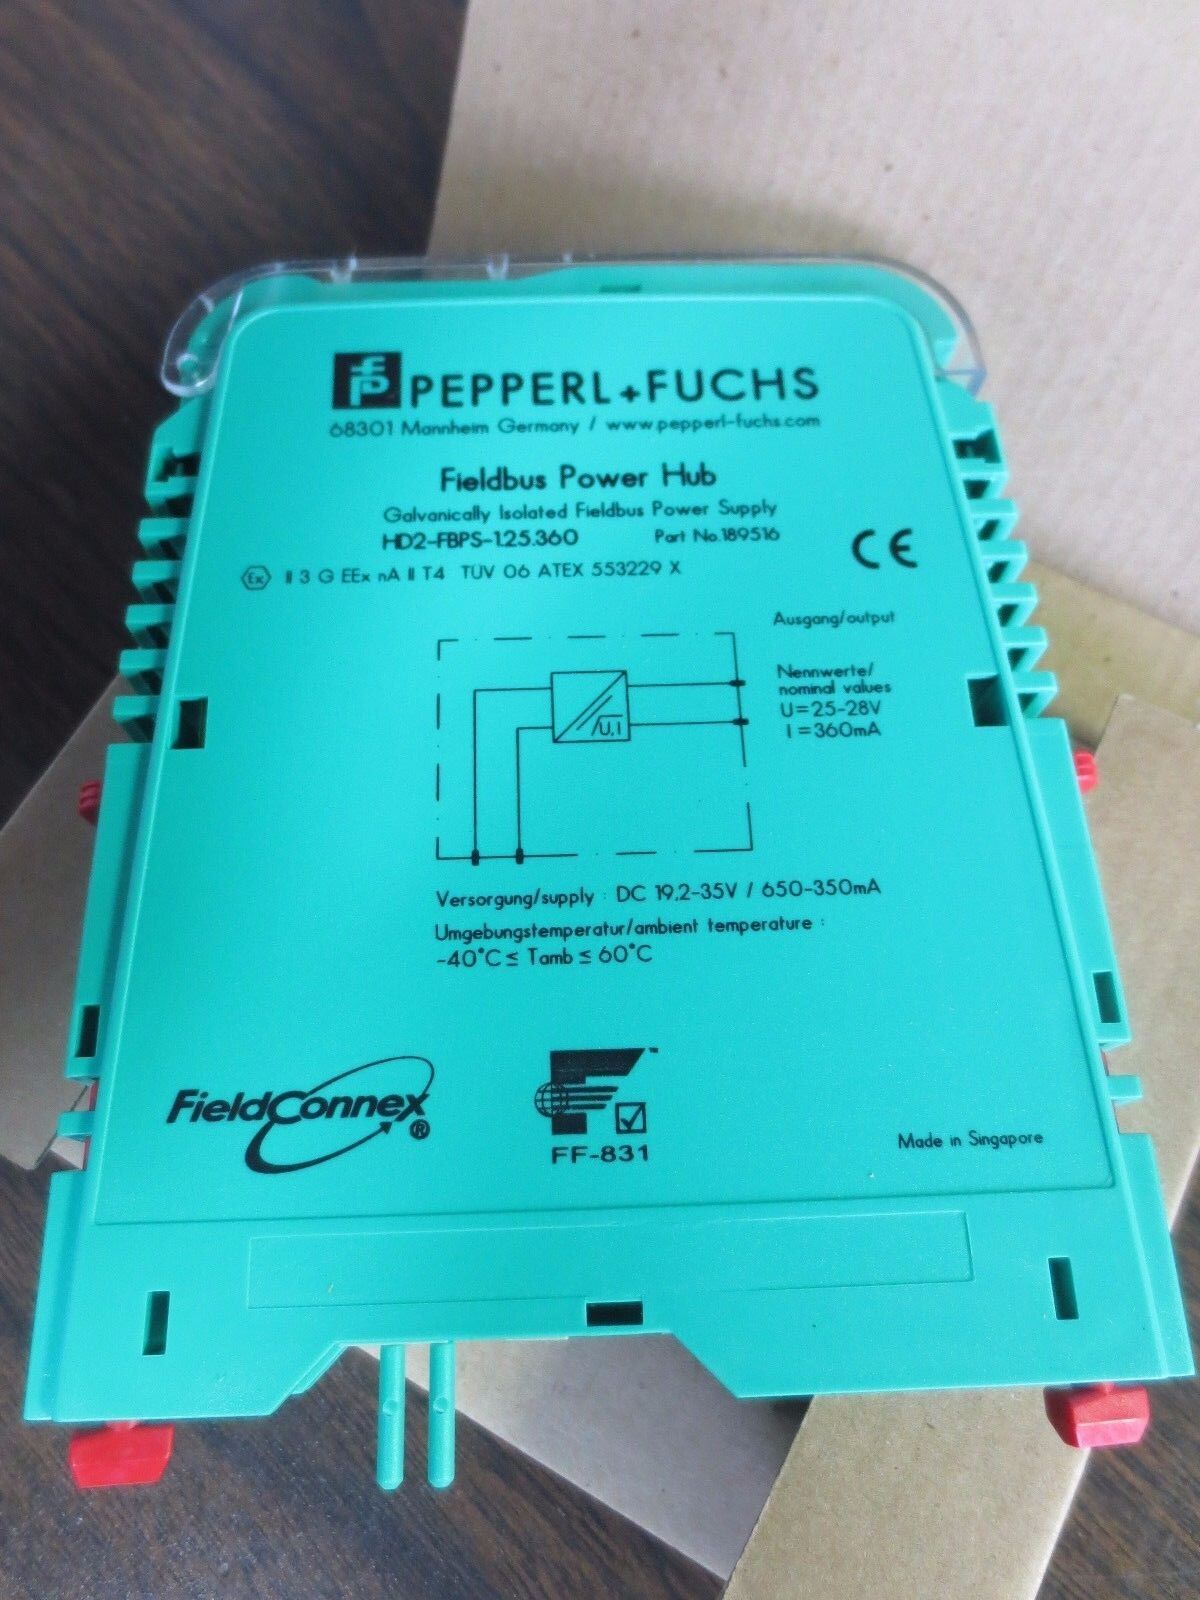 PEPPERL+FUCHS
68301 Mannheim Germany / www.pepperl-fuchs.com
Fieldbus Power Hub
Galvanically Isolated Fieldbus Power Supply
HD2-FBPS-1.25.360 Part No.189516
CE
Ex II 3 G EEx nA II T4 TUV 06 ATEX 553229 X
Ausgang/output
Nennwerte/
nominal values
U=25-28V
I =360mA
U, I
Versorgung/supply : DC 19,2-35V / 650-350mA
Umgebungstemperatur/ambient temperature :
-40°C ≤ Tamb ≤ 60°C
FieldConnex®
F™
FF-831
Made in Singapore